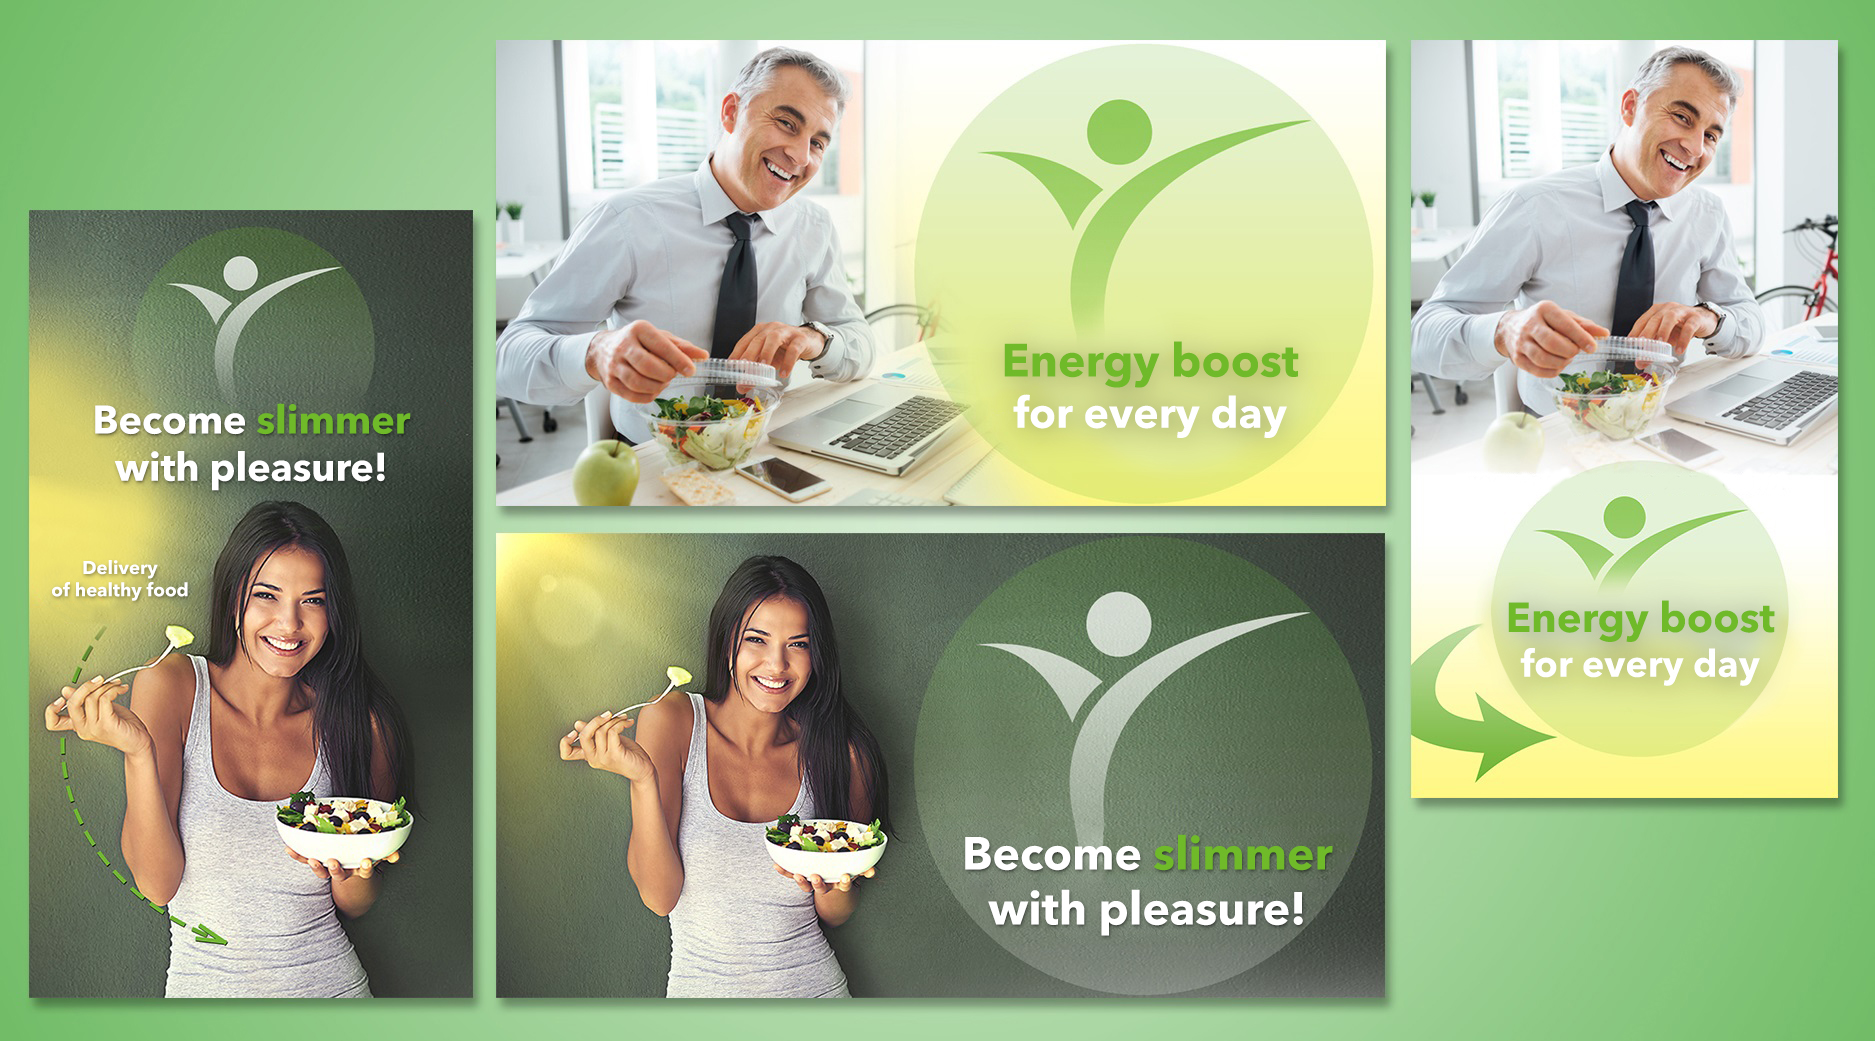 Become slimmer
with pleasure!
Delivery
of healthy food
Energy boost
for every day
Become slimmer
with pleasure!
Energy boost
for every day